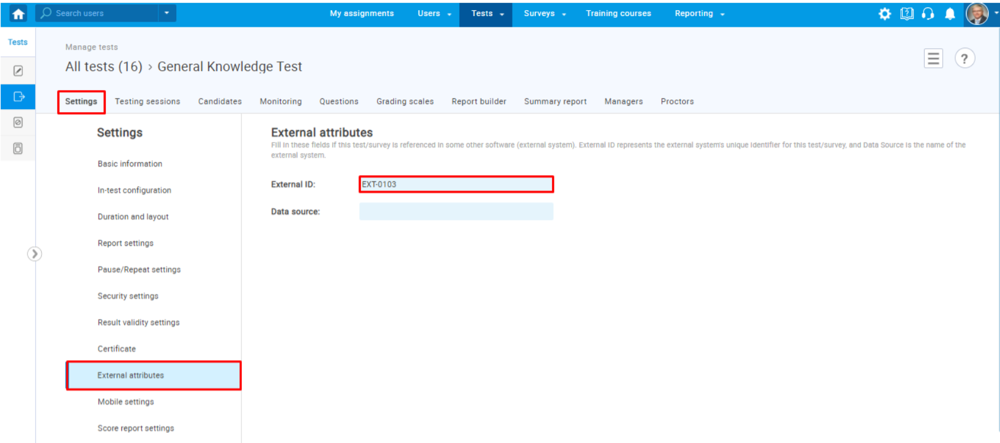 Search users
My assignments
Users
Tests
Surveys
Training courses
Reporting
Tests
Manage tests
All tests (16) › General Knowledge Test
?
Settings
Testing sessions
Candidates
Monitoring
Questions
Grading scales
Report builder
Summary report
Managers
Proctors
Settings
Basic information
In-test configuration
Duration and layout
Report settings
Pause/Repeat settings
Security settings
Result validity settings
Certificate
External attributes
Mobile settings
Score report settings
External attributes
Fill in these fields if this test/survey is referenced in some other software (external system). External ID represents the external system's unique identifier for this test/survey, and Data Source is the name of the
external system.
External ID:
EXT-0103
Data source: